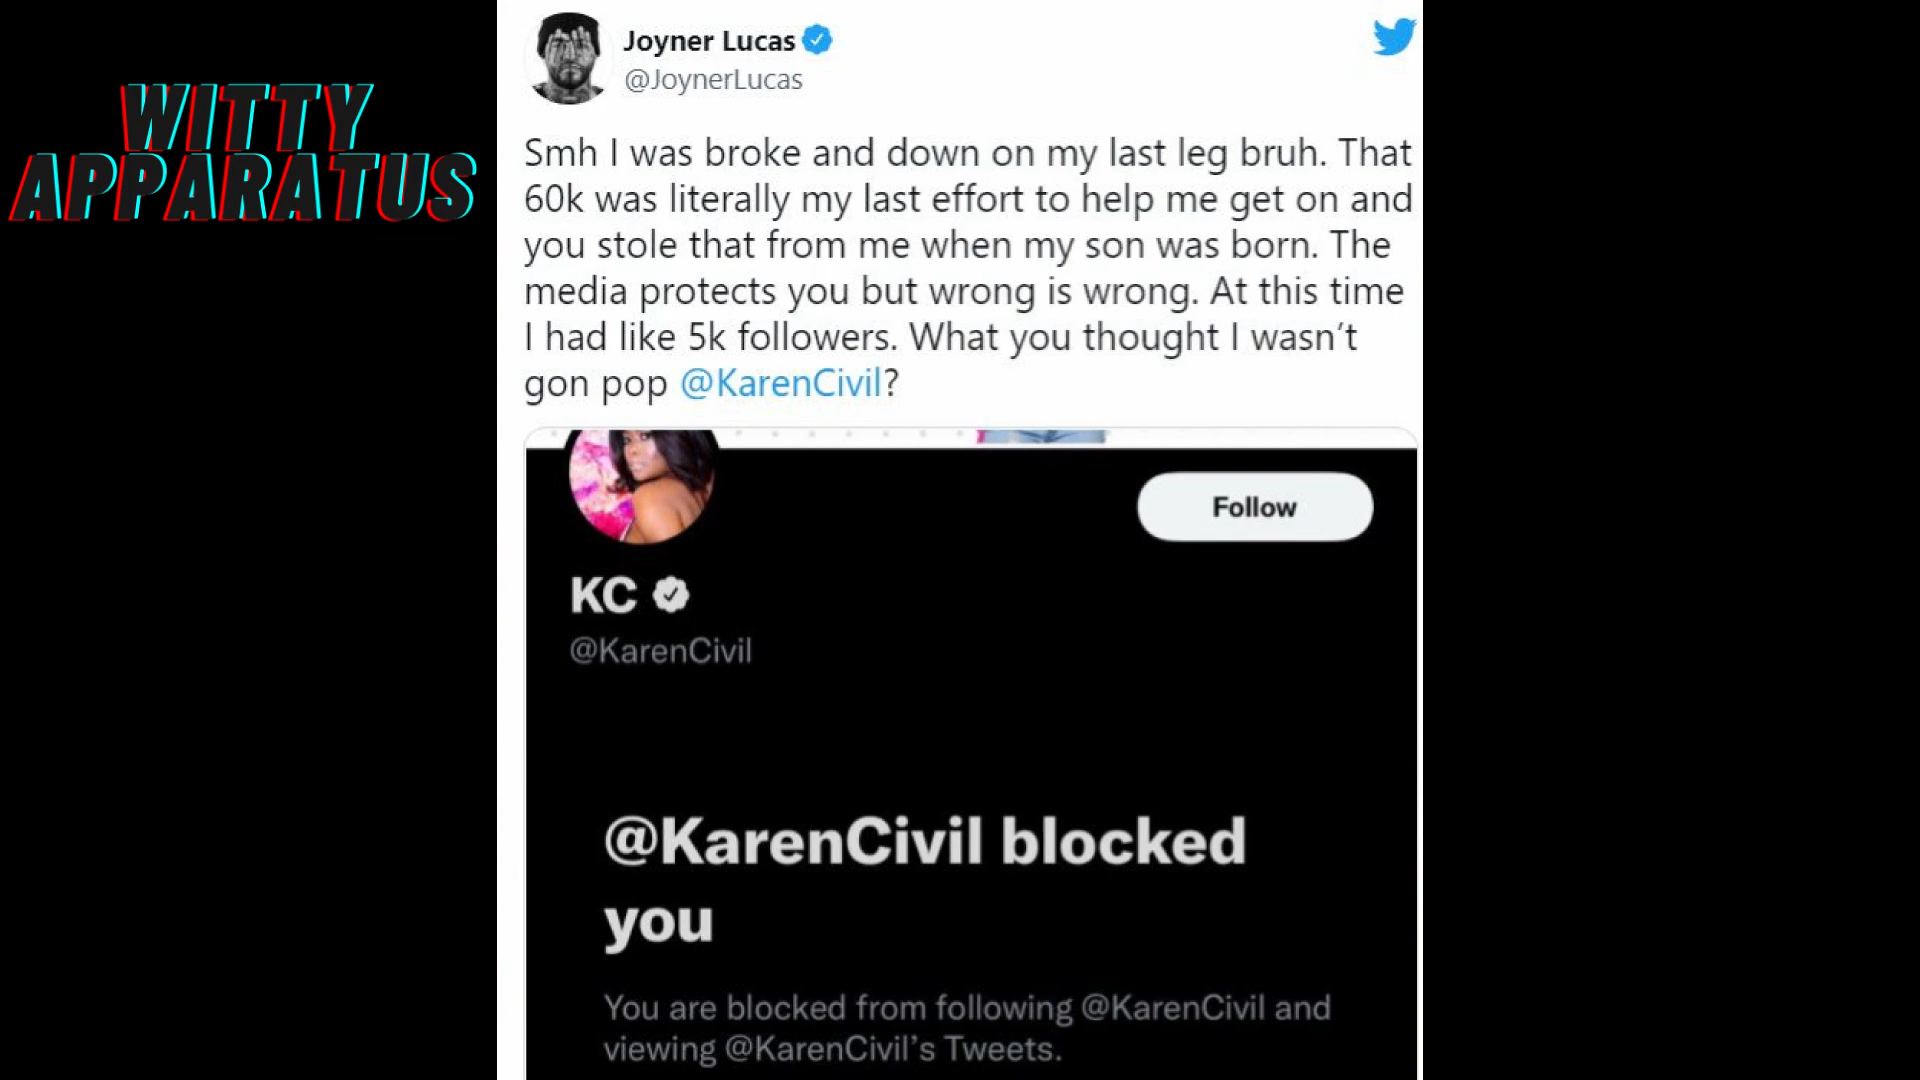 WITTY
APPARATUS
Joyner Lucas
@JoynerLucas
Smh I was broke and down on my last leg bruh. That
60k was literally my last effort to help me get on and
you stole that from me when my son was born. The
media protects you but wrong is wrong. At this time
I had like 5k followers. What you thought I wasn’t
gon pop @KarenCivil?
Follow
KC
@KarenCivil
@KarenCivil blocked
you
You are blocked from following @KarenCivil and
viewing @KarenCivil’s Tweets.